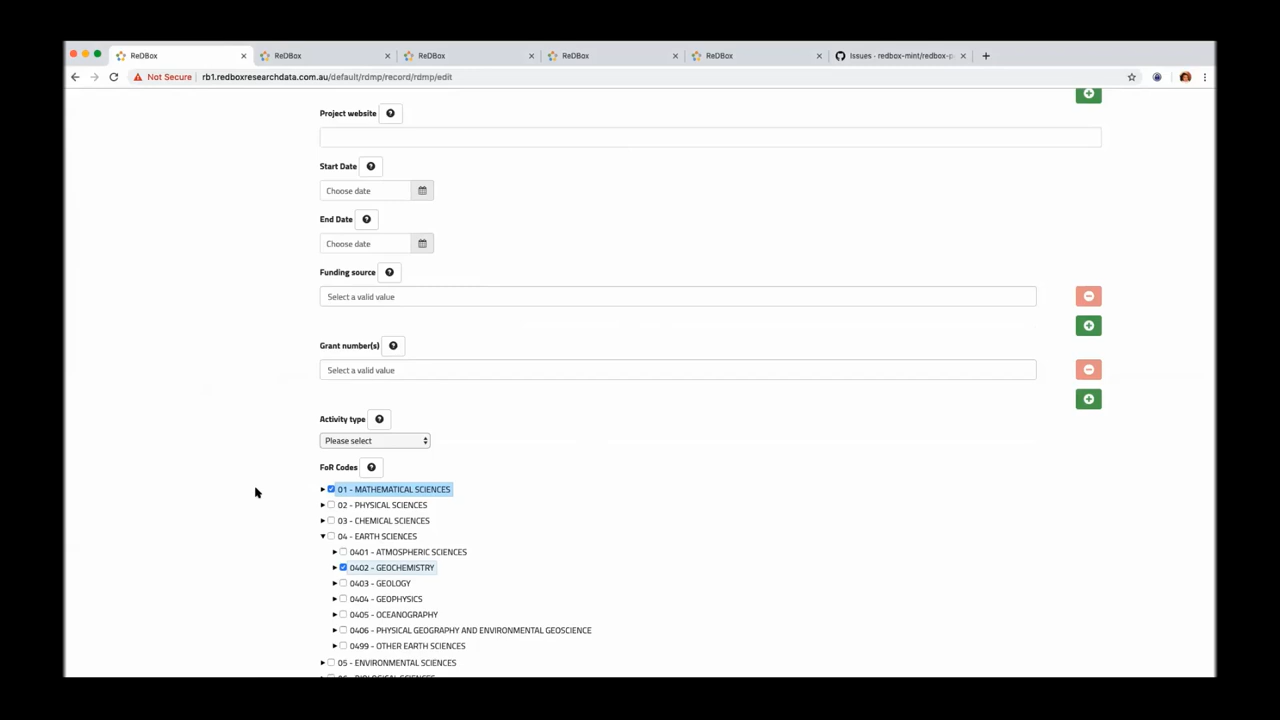 ReDBox ReDBox ReDBox ReDBox ReDBox Issues · redbox-mint/redbox-p
Not Secure rb1.redboxresearchdata.com.au/default/rdmp/record/rdmp/edit
Project website
Start Date
Choose date
End Date
Choose date
Funding source
Select a valid value
Grant number(s)
Select a valid value
Activity type
Please select
FoR Codes
01 - MATHEMATICAL SCIENCES
02 - PHYSICAL SCIENCES
03 - CHEMICAL SCIENCES
04 - EARTH SCIENCES
0401 - ATMOSPHERIC SCIENCES
0402 - GEOCHEMISTRY
0403 - GEOLOGY
0404 - GEOPHYSICS
0405 - OCEANOGRAPHY
0406 - PHYSICAL GEOGRAPHY AND ENVIRONMENTAL GEOSCIENCE
0499 - OTHER EARTH SCIENCES
05 - ENVIRONMENTAL SCIENCES